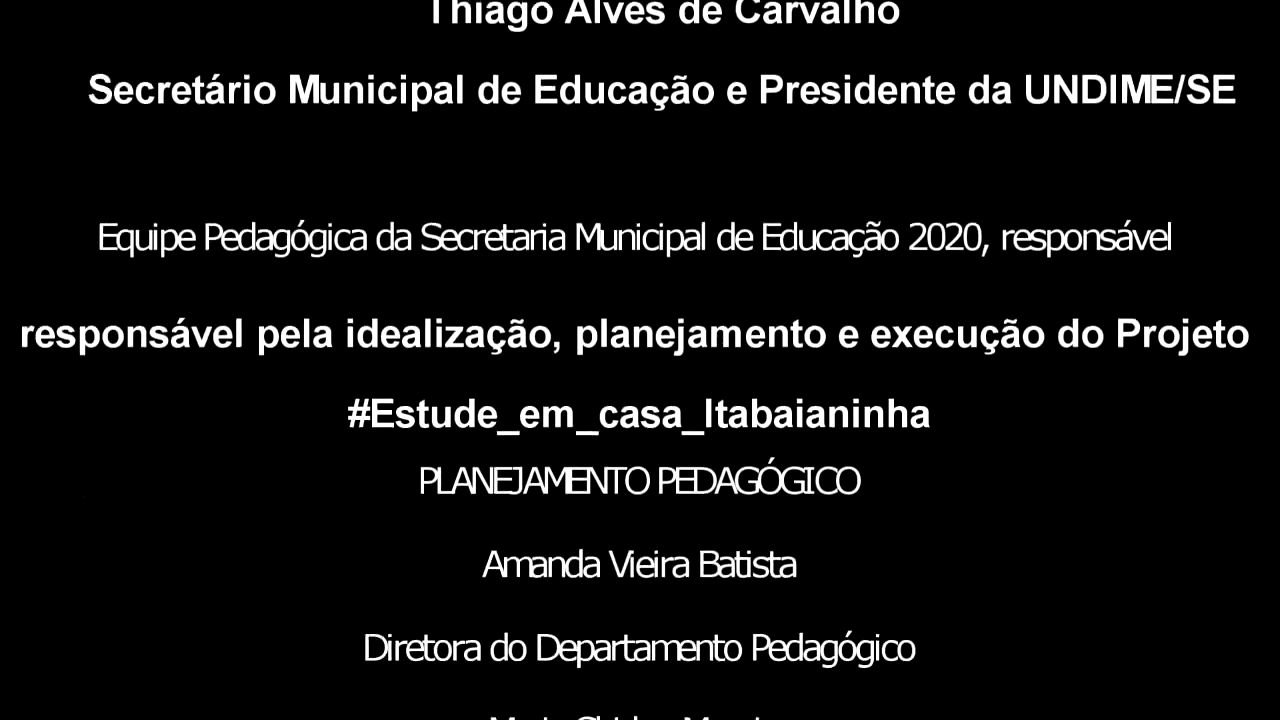 Thiago Alves de Carvalho
Secretário Municipal de Educação e Presidente da UNDIME/SE
Equipe Pedagógica da Secretaria Municipal de Educação 2020, responsável
responsável pela idealização, planejamento e execução do Projeto
#Estude_em_casa_Itabaianinha
PLANEJAMENTO PEDAGÓGICO
Amanda Vieira Batista
Diretora do Departamento Pedagógico